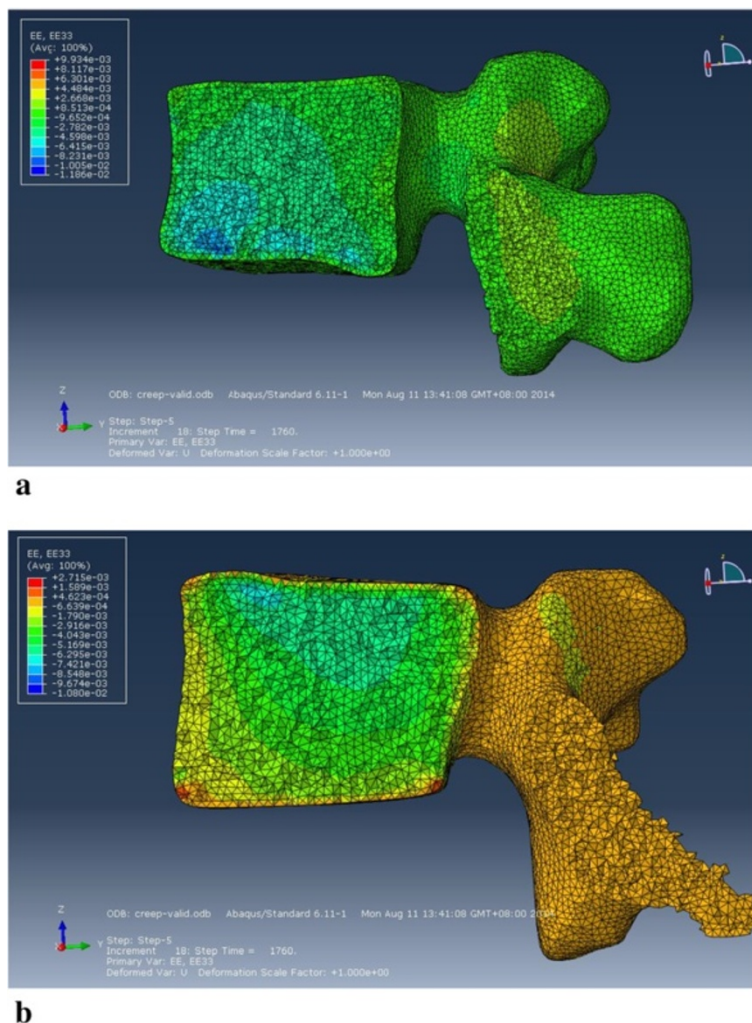 EE, EE33
(Avg: 100%)
+9.934e-03
+8.117e-03
+6.301e-03
+4.484e-03
+2.668e-03
+8.513e-04
-9.652e-04
-2.782e-03
-4.598e-03
-6.415e-03
-8.231e-03
-1.005e-02
-1.186e-02
Z
Y
ODB: creep-valid.odb Abaqus/Standard 6.11-1 Mon Aug 11 13:41:08 GMT+08:00 2014
Step: Step-5
Increment 18: Step Time = 1760.
Primary Var: EE, EE33
Deformed Var: U Deformation Scale Factor: +1.000e+00
a
EE, EE33
(Avg: 100%)
+2.715e-03
+1.589e-03
+4.623e-04
-6.639e-04
-1.790e-03
-2.916e-03
-4.043e-03
-5.169e-03
-6.295e-03
-7.421e-03
-8.548e-03
-9.674e-03
-1.080e-02
Z
Y
ODB: creep-valid.odb Abaqus/Standard 6.11-1 Mon Aug 11 13:41:08 GMT+08:00 2014
Step: Step-5
Increment 18: Step Time = 1760.
Primary Var: EE, EE33
Deformed Var: U Deformation Scale Factor: +1.000e+00
b